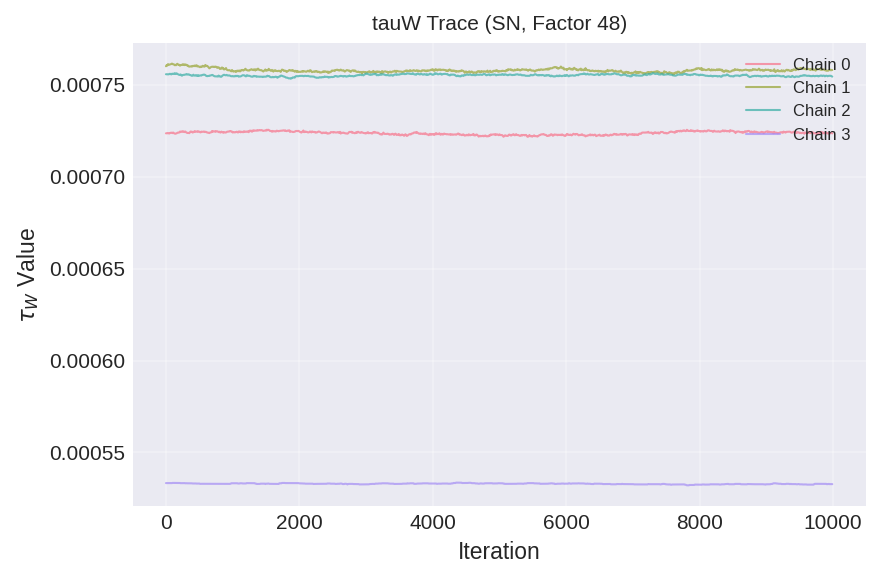 tauW Trace (SN, Factor 48)
Chain 0
Chain 1
Chain 2
Chain 3
0.00075
0.00070
0.00065
0.00060
0.00055
τW Value
0 2000 4000 6000 8000 10000
Iteration